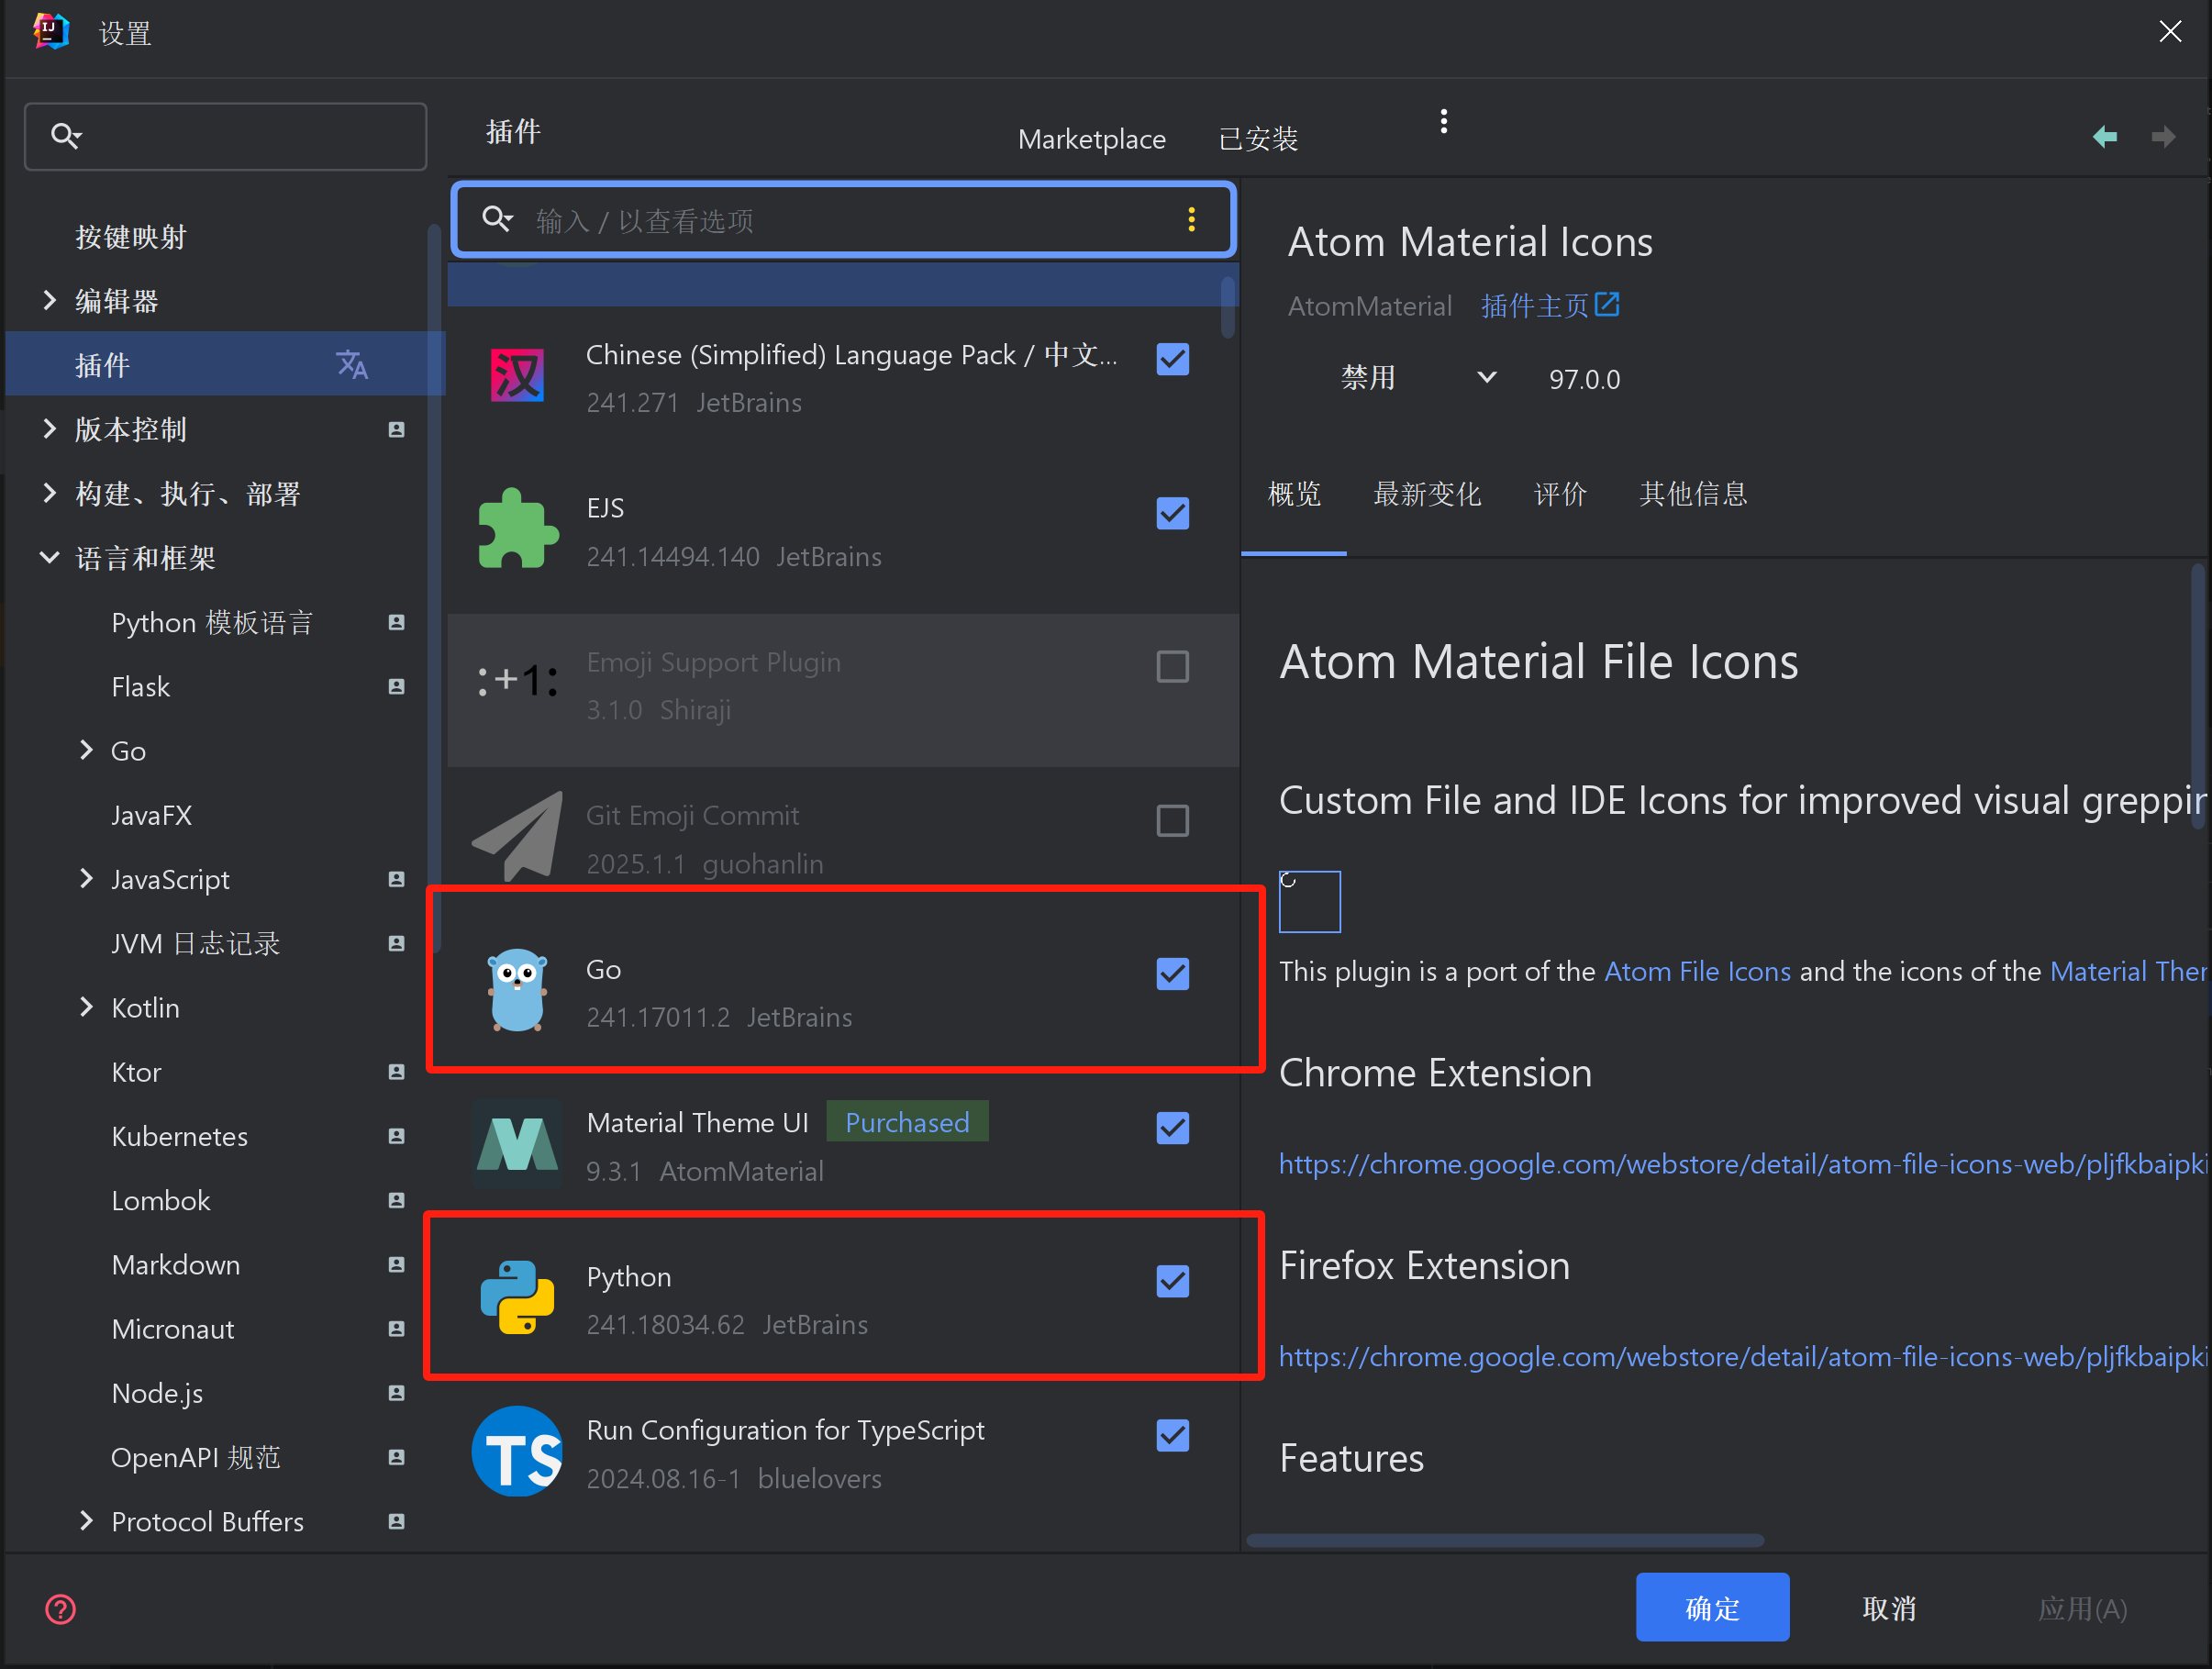 IJ
设置
插件
Marketplace
已安装
输入 / 以查看选项
按键映射
编辑器
插件
版本控制
构建、执行、部署
语言和框架
Python 模板语言
Flask
Go
JavaFX
JavaScript
JVM 日志记录
Kotlin
Ktor
Kubernetes
Lombok
Markdown
Micronaut
Node.js
OpenAPI 规范
Protocol Buffers
汉
Chinese (Simplified) Language Pack / 中文...
241.271 JetBrains
EJS
241.14494.140 JetBrains
:+1:
Emoji Support Plugin
3.1.0 Shiraji
Git Emoji Commit
2025.1.1 guohanlin
Go
241.17011.2 JetBrains
Material Theme UI Purchased
9.3.1 AtomMaterial
Python
241.18034.62 JetBrains
TS
Run Configuration for TypeScript
2024.08.16-1 bluelovers
Atom Material Icons
AtomMaterial 插件主页
禁用 97.0.0
概览 最新变化 评价 其他信息
Atom Material File Icons
Custom File and IDE Icons for improved visual greppin
This plugin is a port of the Atom File Icons and the icons of the Material Ther
Chrome Extension
https://chrome.google.com/webstore/detail/atom-file-icons-web/pljfkbaipki
Firefox Extension
https://chrome.google.com/webstore/detail/atom-file-icons-web/pljfkbaipki
Features
确定 取消 应用(A)